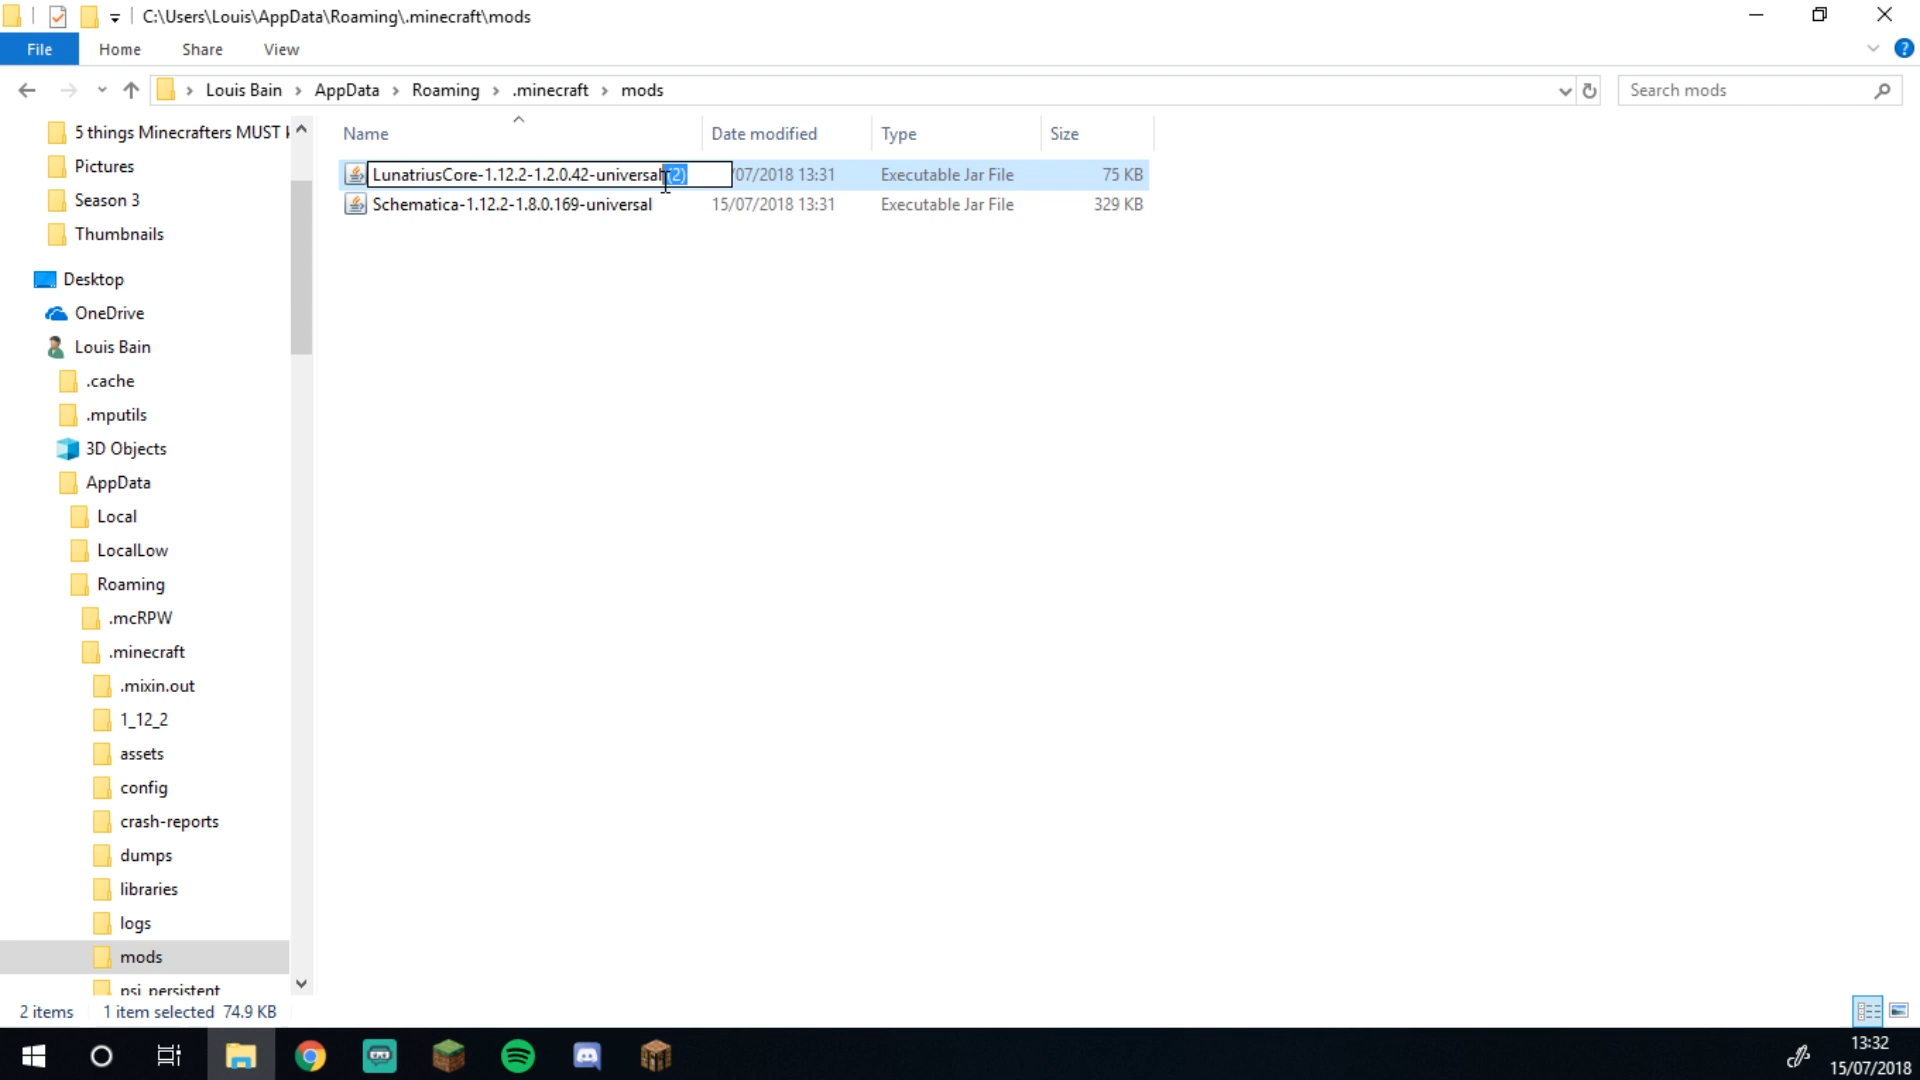 C:\Users\Louis\AppData\Roaming\.minecraft\mods
File Home Share View
Louis Bain › AppData › Roaming › .minecraft › mods
Search mods
Name Date modified Type Size
LunatriusCore-1.12.2-1.2.0.42-universal (2) /07/2018 13:31 Executable Jar File 75 KB
Schematica-1.12.2-1.8.0.169-universal 15/07/2018 13:31 Executable Jar File 329 KB
5 things Minecrafters MUST
Pictures
Season 3
Thumbnails
Desktop
OneDrive
Louis Bain
.cache
.mputils
3D Objects
AppData
Local
LocalLow
Roaming
.mcRPW
.minecraft
.mixin.out
1_12_2
assets
config
crash-reports
dumps
libraries
logs
mods
psi_persistent
2 items 1 item selected 74.9 KB
13:32
15/07/2018